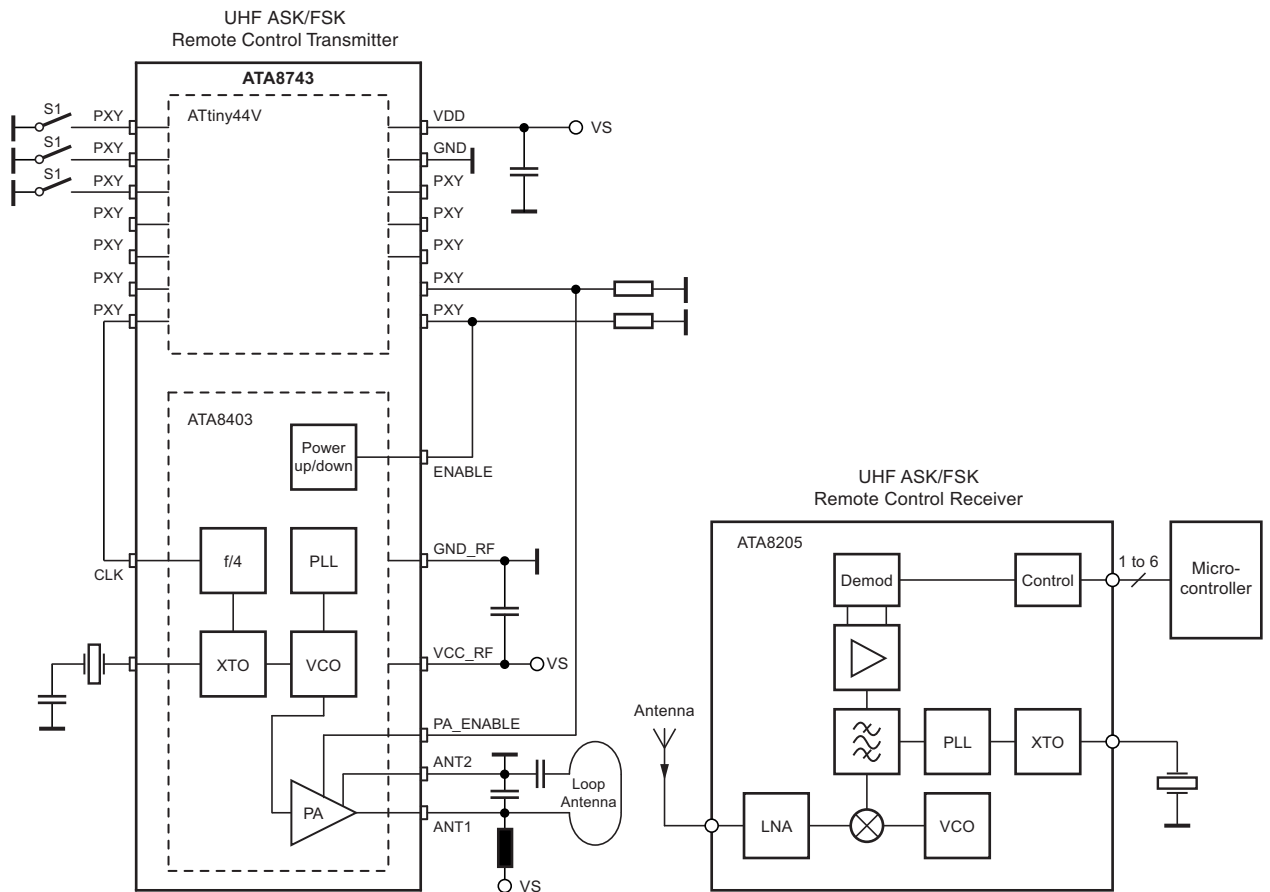 UHF ASK/FSK
Remote Control Transmitter
ATA8743
ATtiny44V
S1
PXY
S1
PXY
S1
PXY
PXY
PXY
PXY
PXY
VDD
VS
GND
PXY
PXY
PXY
PXY
PXY
ATA8403
Power
up/down
ENABLE
CLK
f/4
PLL
GND_RF
XTO
VCO
VCC_RF
VS
PA_ENABLE
ANT2
Loop
Antenna
PA
ANT1
VS
UHF ASK/FSK
Remote Control Receiver
ATA8205
Demod
Control
1 to 6
Micro-
controller
Antenna
PLL
XTO
LNA
VCO